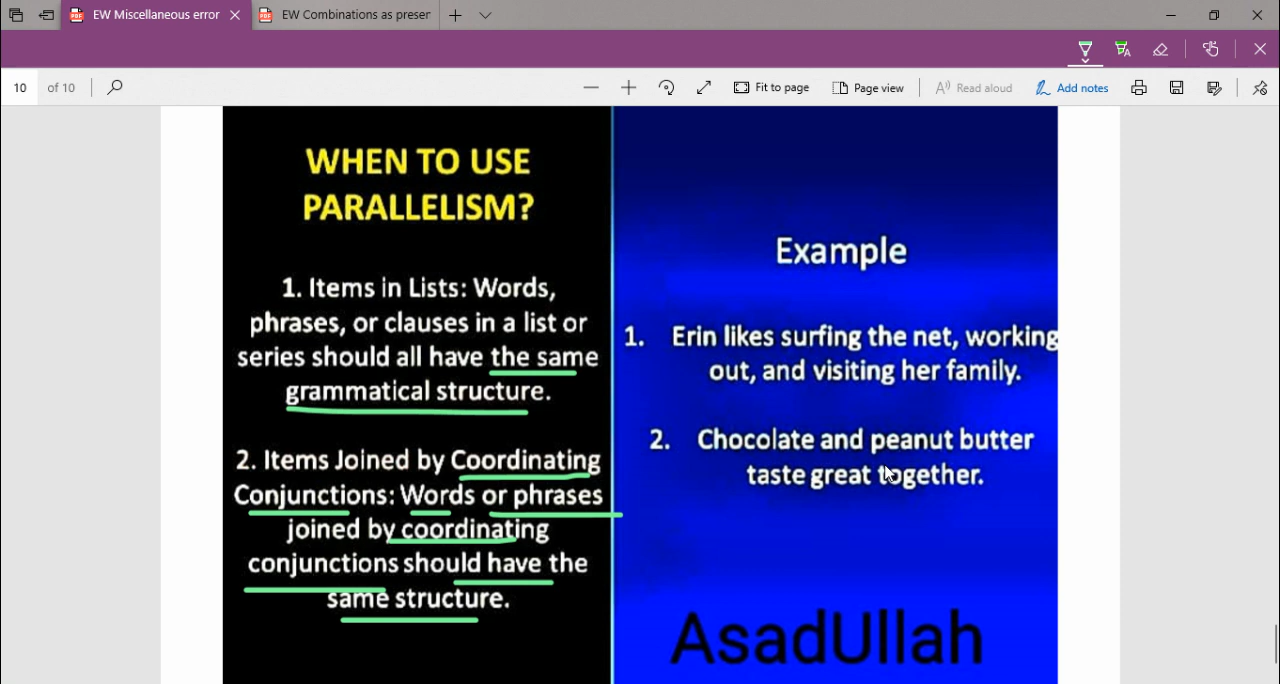 EW Miscellaneous error
EW Combinations as preser
10 of 10
Fit to page
Page view
Read aloud
Add notes
WHEN TO USE
PARALLELISM?
1. Items in Lists: Words,
phrases, or clauses in a list or
series should all have the same
grammatical structure.
2. Items Joined by Coordinating
Conjunctions: Words or phrases
joined by coordinating
conjunctions should have the
same structure.
Example
1. Erin likes surfing the net, working
out, and visiting her family.
2. Chocolate and peanut butter
taste great together.
AsadUllah